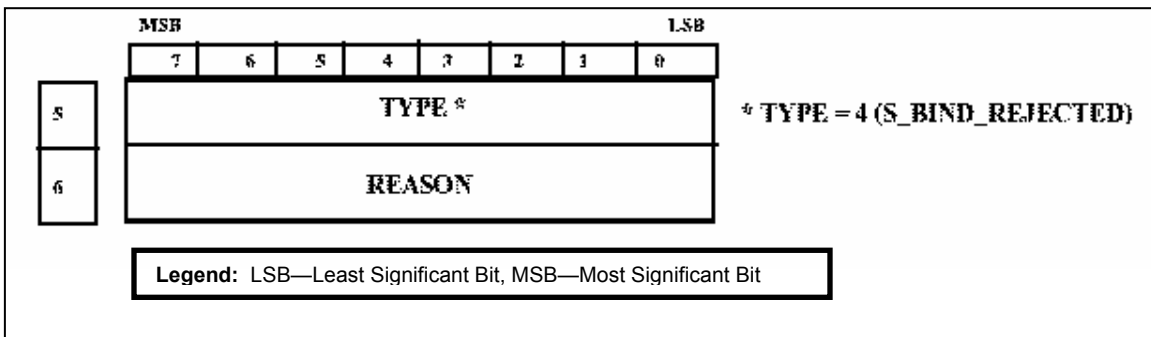 MSB LSB
7 6 5 4 3 2 1 0
5 TYPE * * TYPE = 4 (S_BIND_REJECTED)
6 REASON
Legend: LSB—Least Significant Bit, MSB—Most Significant Bit